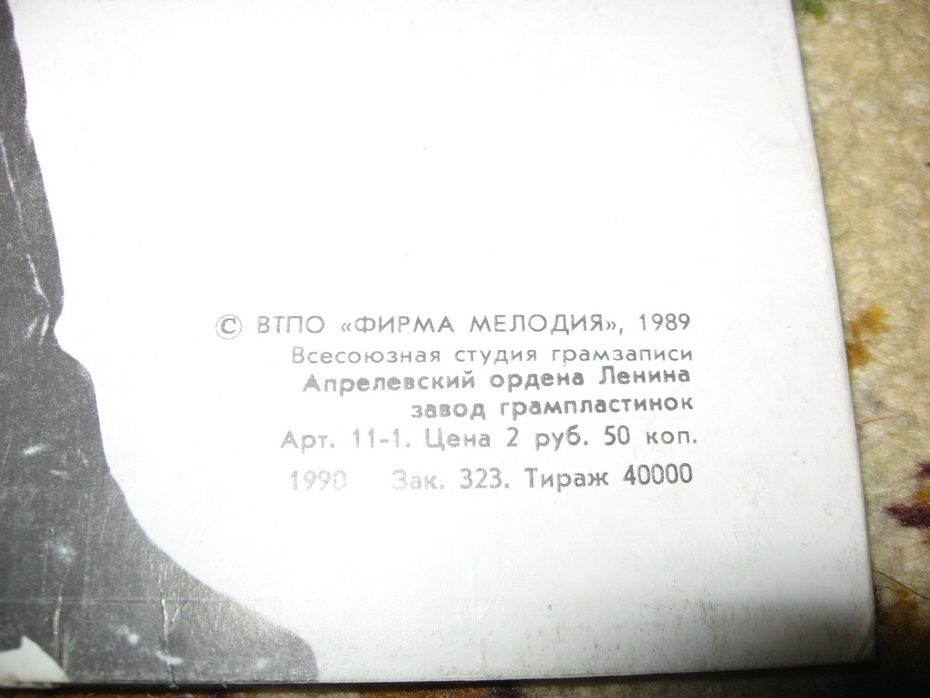 © ВТПО «ФИРМА МЕЛОДИЯ», 1989
Всесоюзная студия грамзаписи
Апрелевский ордена Ленина
завод грампластинок
Арт. 11-1. Цена 2 руб. 50 коп.
1990 Зак. 323. Тираж 40000